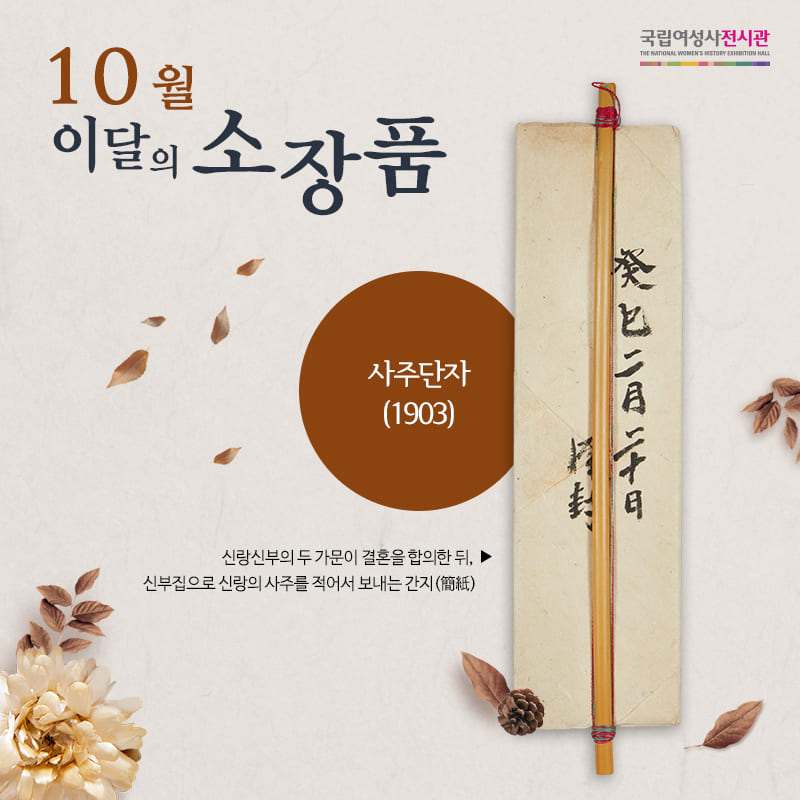 국립여성사전시관
THE NATIONAL WOMEN'S HISTORY EXHIBITION HALL
10월
이달의 소장품
사주단자
(1903)
신랑신부의 두 가문이 결혼을 합의한 뒤, ▶
신부집으로 신랑의 사주를 적어서 보내는 간지(簡紙)
癸巳二月二十日
封